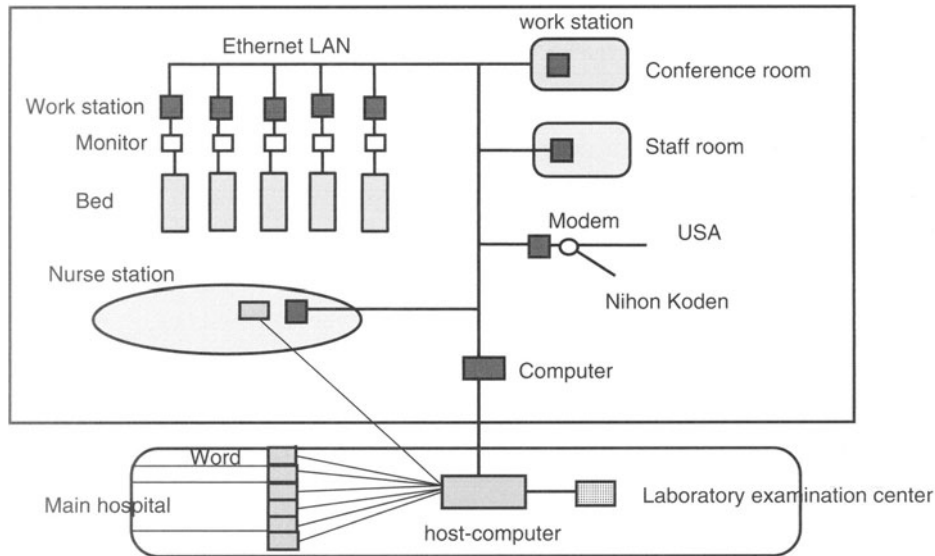 work station
Ethernet LAN
Conference room
Work station
Monitor
Staff room
Bed
Modem
USA
Nurse station
Nihon Koden
Computer
Word
Main hospital
Laboratory examination center
host-computer